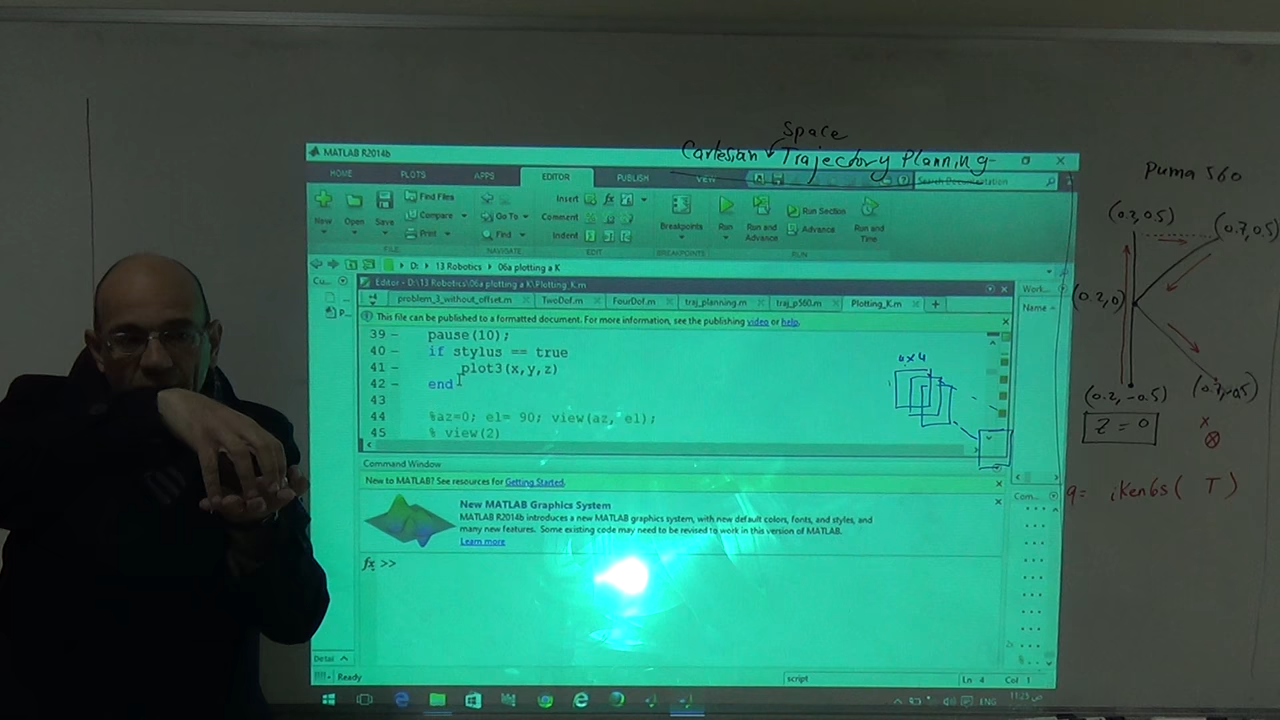 Space
Cartesian Trajectory Planning
MATLAB R2014b
HOME PLOTS APPS EDITOR PUBLISH VIEW
Search Documentation
New Open Save
Find Files
Compare
Print
Go To
Find
Insert
Comment
Indent
Breakpoints
Run
Run and Advance
Run Section
Advance
Run and Time
FILE NAVIGATE EDIT BREAKPOINTS RUN
D: 13 Robotics 06a plotting a K
Cu...
Editor - D:\13 Robotics\06a plotting a K\Plotting_K.m
Work...
Name
problem_3_without_offset.m TwoDof.m FourDof.m traj_planning.m traj_p560.m Plotting_K.m
This file can be published to a formatted document. For more information, see the publishing video or help.
39 pause(10);
40 if stylus == true
41 plot3(x,y,z)
42 end
43
44 %az=0; el= 90; view(az, el);
45 % view(2)
4x4
Command Window
New to MATLAB? See resources for Getting Started.
New MATLAB Graphics System
MATLAB R2014b introduces a new MATLAB graphics system, with new default colors, fonts, and styles, and
many new features. Some existing code may need to be revised to work in this version of MATLAB.
Learn more
fx >>
Com...
Detai
Ready
script
Ln 4 Col 1
ENG
11:25
Puma 560
(0.2, 0.5)
(0.7, 0.5)
(0.2, 0)
(0.2, -0.5)
Z = 0
x
q= iken6s( T )